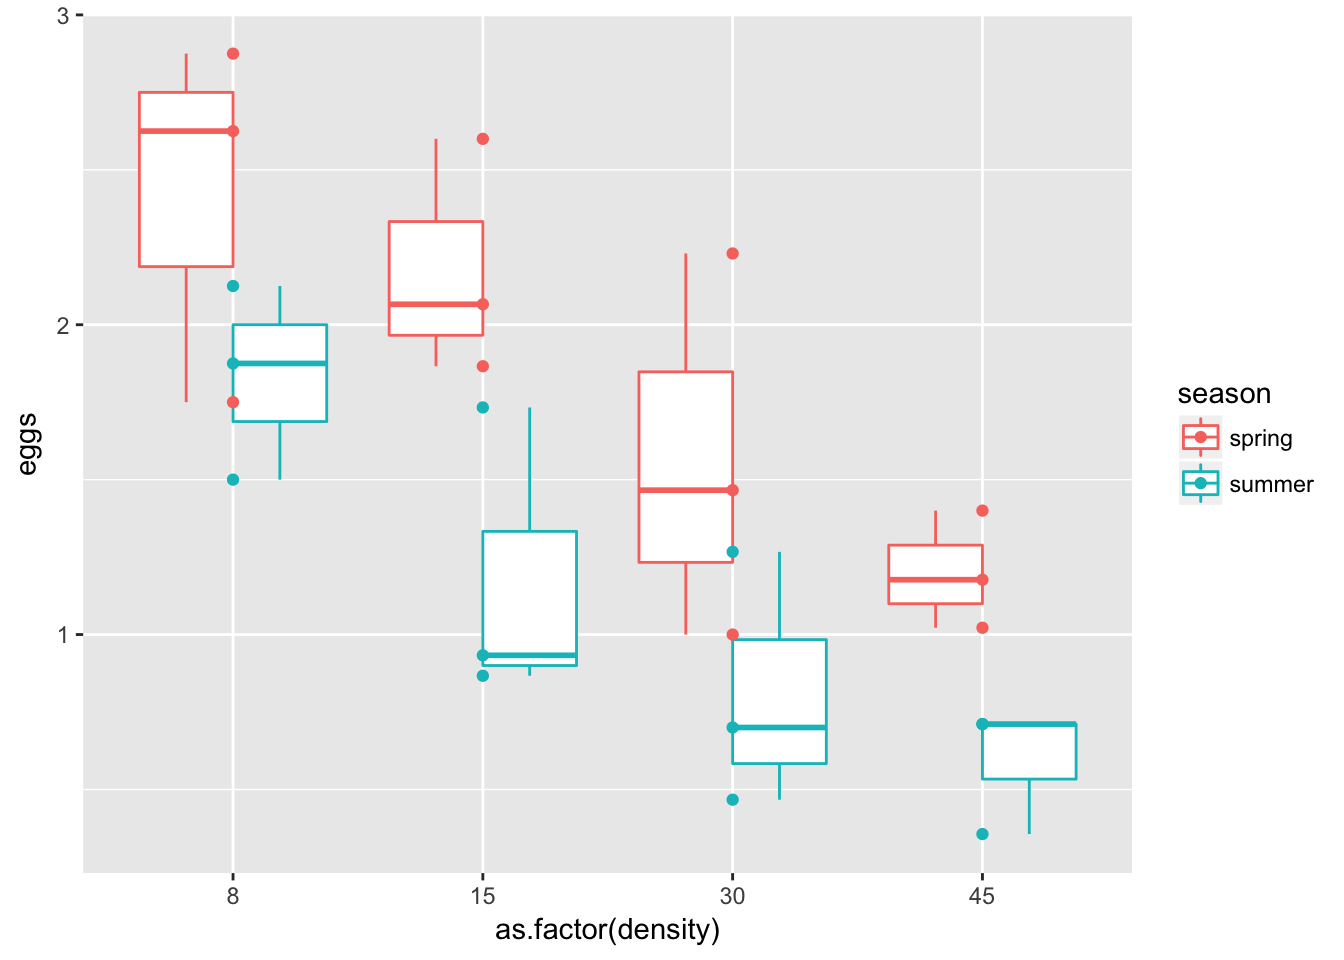 3
2
1
eggs
8 15 30 45
as.factor(density)
season
spring
summer